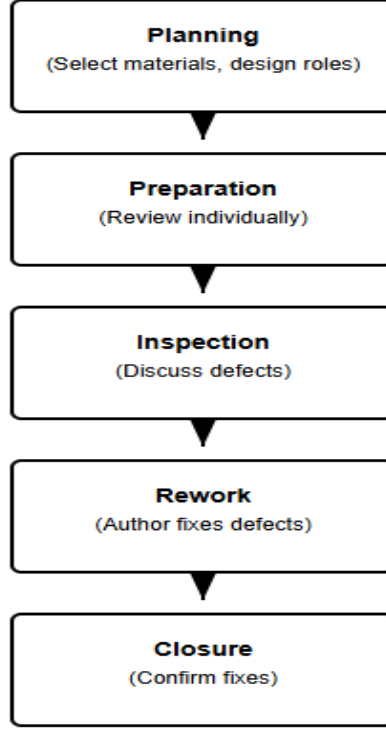 Planning
(Select materials, design roles)
Preparation
(Review individually)
Inspection
(Discuss defects)
Rework
(Author fixes defects)
Closure
(Confirm fixes)